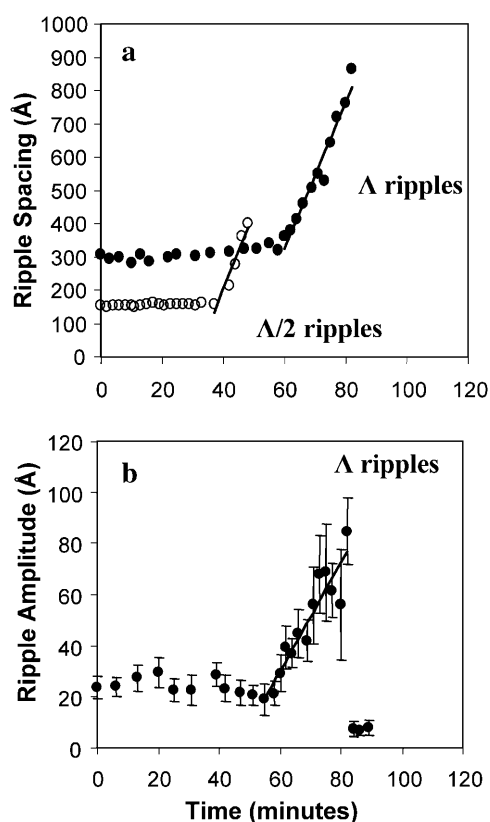 a
Ripple Spacing (Å)
1000
900
800
700
600
500
400
300
200
100
0
0 20 40 60 80 100 120
Λ ripples
Λ/2 ripples
b
Λ ripples
Ripple Amplitude (Å)
120
100
80
60
40
20
0
0 20 40 60 80 100 120
Time (minutes)